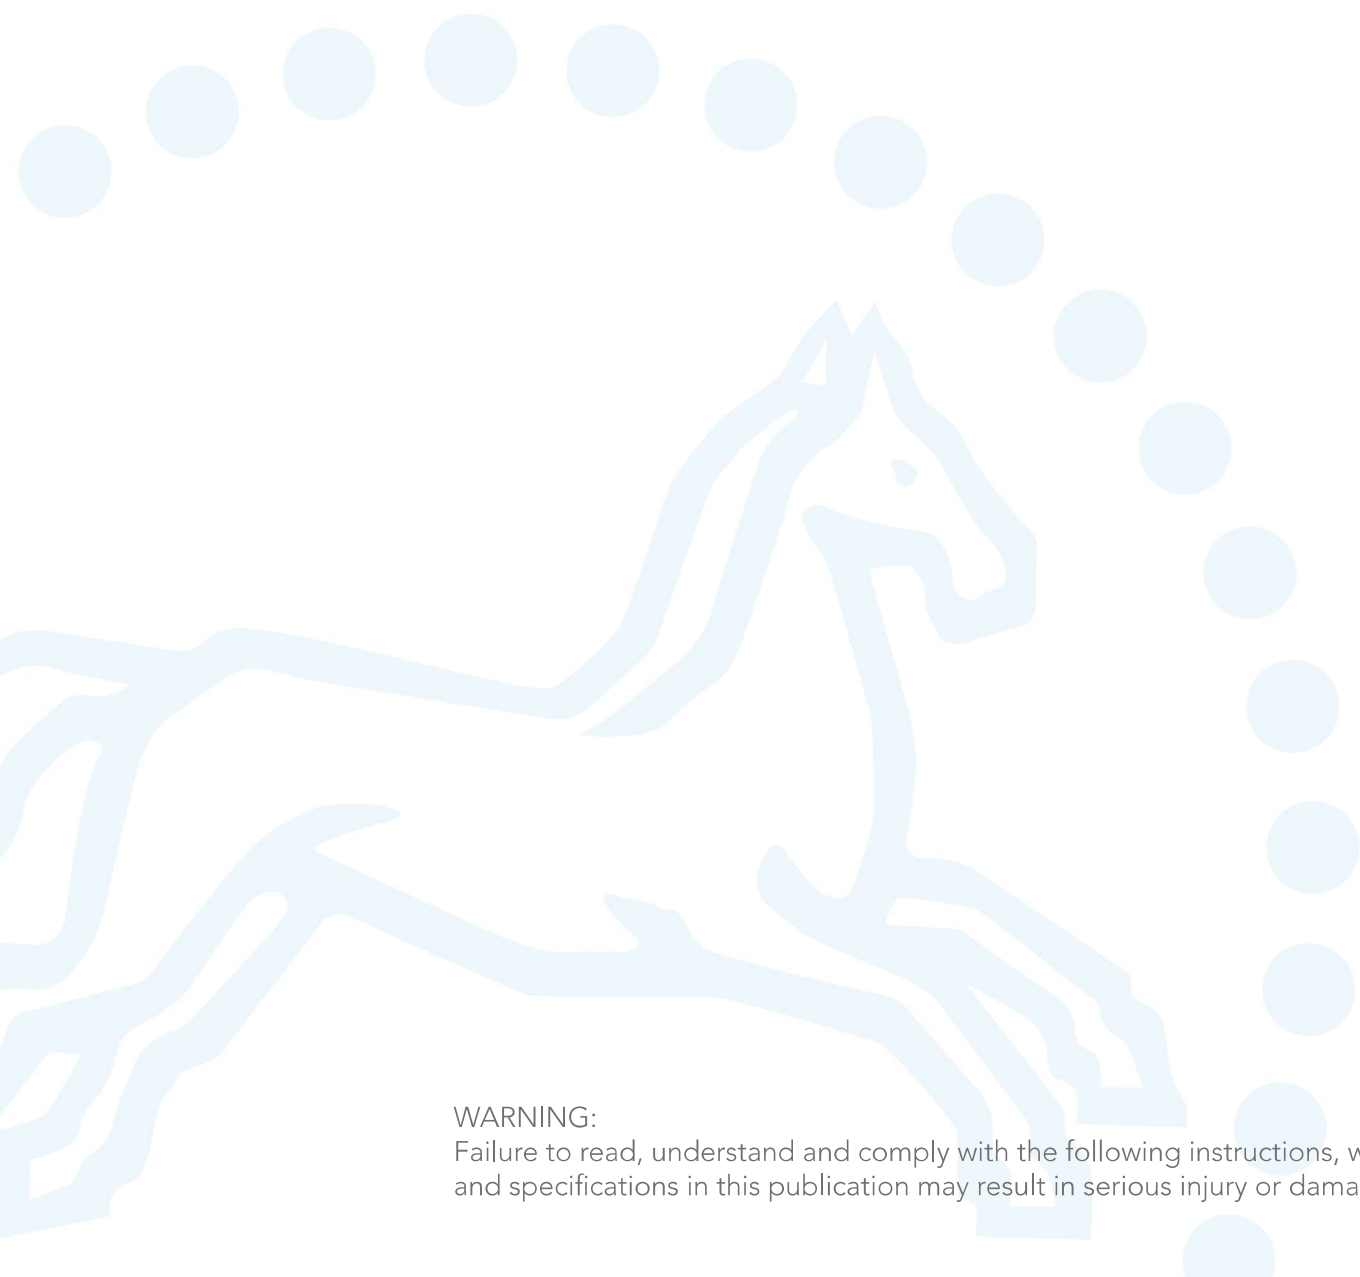 WARNING:
Failure to read, understand and comply with the following instructions,
and specifications in this publication may result in serious injury or